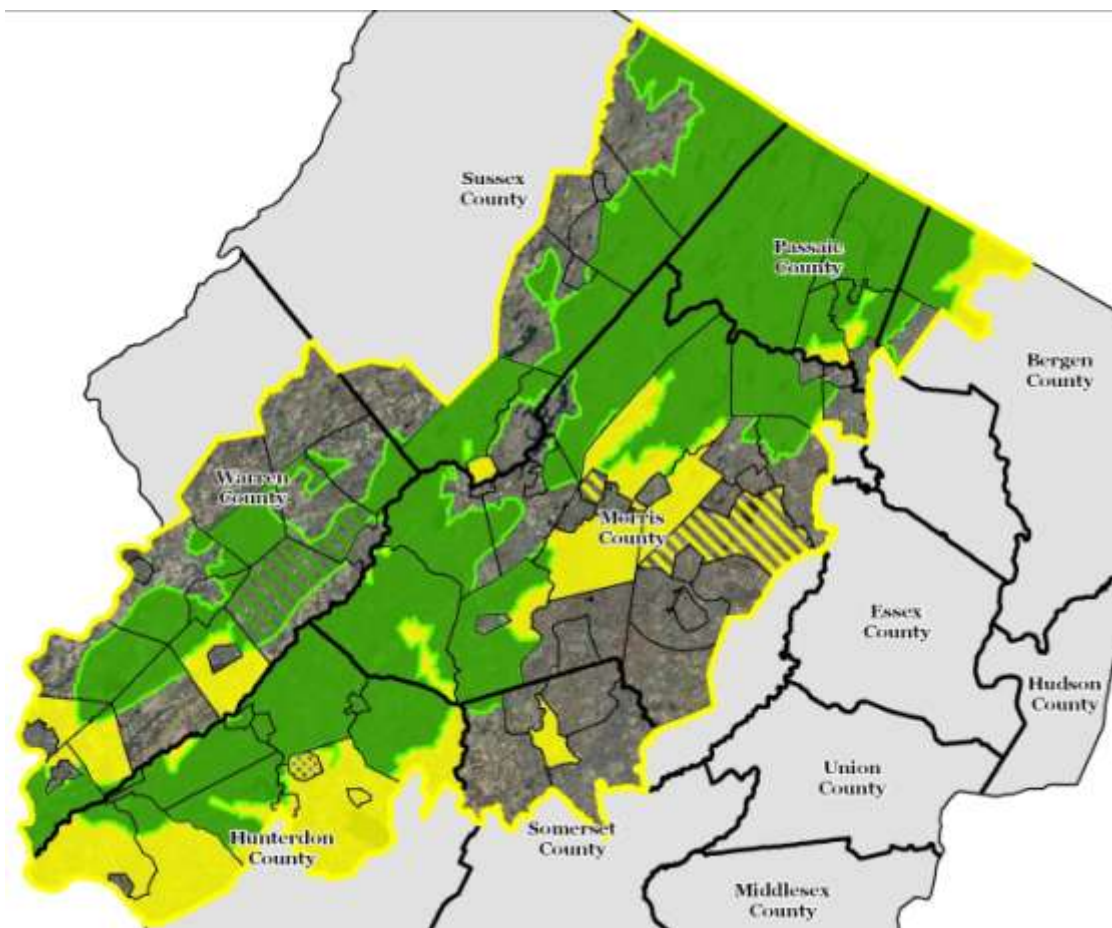 Sussex
County
Passaic
County
Bergen
County
Warren
County
Morris
County
Essex
County
Hudson
County
Union
County
Somerset
County
Hunterdon
County
Middlesex
County